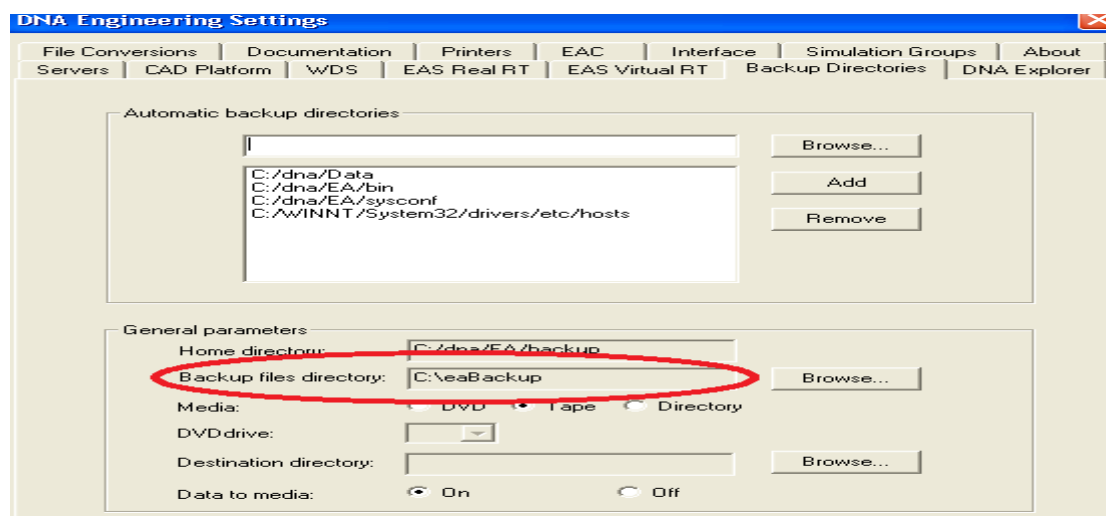 DNA Engineering Settings
File Conversions Documentation Printers EAC Interface Simulation Groups About
Servers CAD Platform WDS EAS Real RT EAS Virtual RT Backup Directories DNA Explorer
Automatic backup directories
Browse...
C:/dna/Data
C:/dna/EA/bin
C:/dna/EA/sysconf
C:/WINNT/System32/drivers/etc/hosts
Add
Remove
General parameters
Home directory: C:/dna/EA/backup
Backup files directory: C:\eaBackup Browse...
Media: DVD Tape Directory
DVDdrive:
Destination directory: Browse...
Data to media: On Off